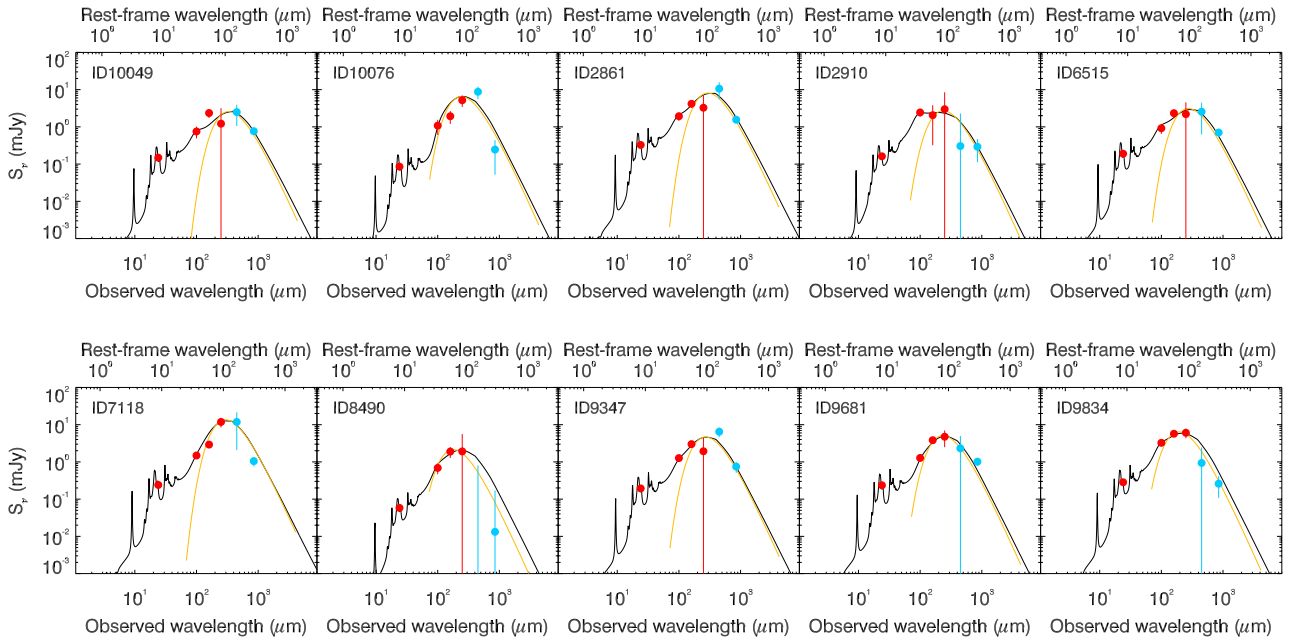 Rest-frame wavelength (μm) Rest-frame wavelength (μm) Rest-frame wavelength (μm) Rest-frame wavelength (μm) Rest-frame wavelength (μm)
10⁰ 10¹ 10² 10³ 10⁰ 10¹ 10² 10³ 10⁰ 10¹ 10² 10³ 10⁰ 10¹ 10² 10³ 10⁰ 10¹ 10² 10³
ID10049 ID10076 ID2861 ID2910 ID6515
10²
10¹
10⁰
10⁻¹
10⁻²
10⁻³
S_ν (mJy)
10¹ 10² 10³ 10¹ 10² 10³ 10¹ 10² 10³ 10¹ 10² 10³ 10¹ 10² 10³
Observed wavelength (μm) Observed wavelength (μm) Observed wavelength (μm) Observed wavelength (μm) Observed wavelength (μm)
Rest-frame wavelength (μm) Rest-frame wavelength (μm) Rest-frame wavelength (μm) Rest-frame wavelength (μm) Rest-frame wavelength (μm)
10⁰ 10¹ 10² 10³ 10⁰ 10¹ 10² 10³ 10⁰ 10¹ 10² 10³ 10⁰ 10¹ 10² 10³ 10⁰ 10¹ 10² 10³
ID7118 ID8490 ID9347 ID9681 ID9834
10²
10¹
10⁰
10⁻¹
10⁻²
10⁻³
S_ν (mJy)
10¹ 10² 10³ 10¹ 10² 10³ 10¹ 10² 10³ 10¹ 10² 10³ 10¹ 10² 10³
Observed wavelength (μm) Observed wavelength (μm) Observed wavelength (μm) Observed wavelength (μm) Observed wavelength (μm)